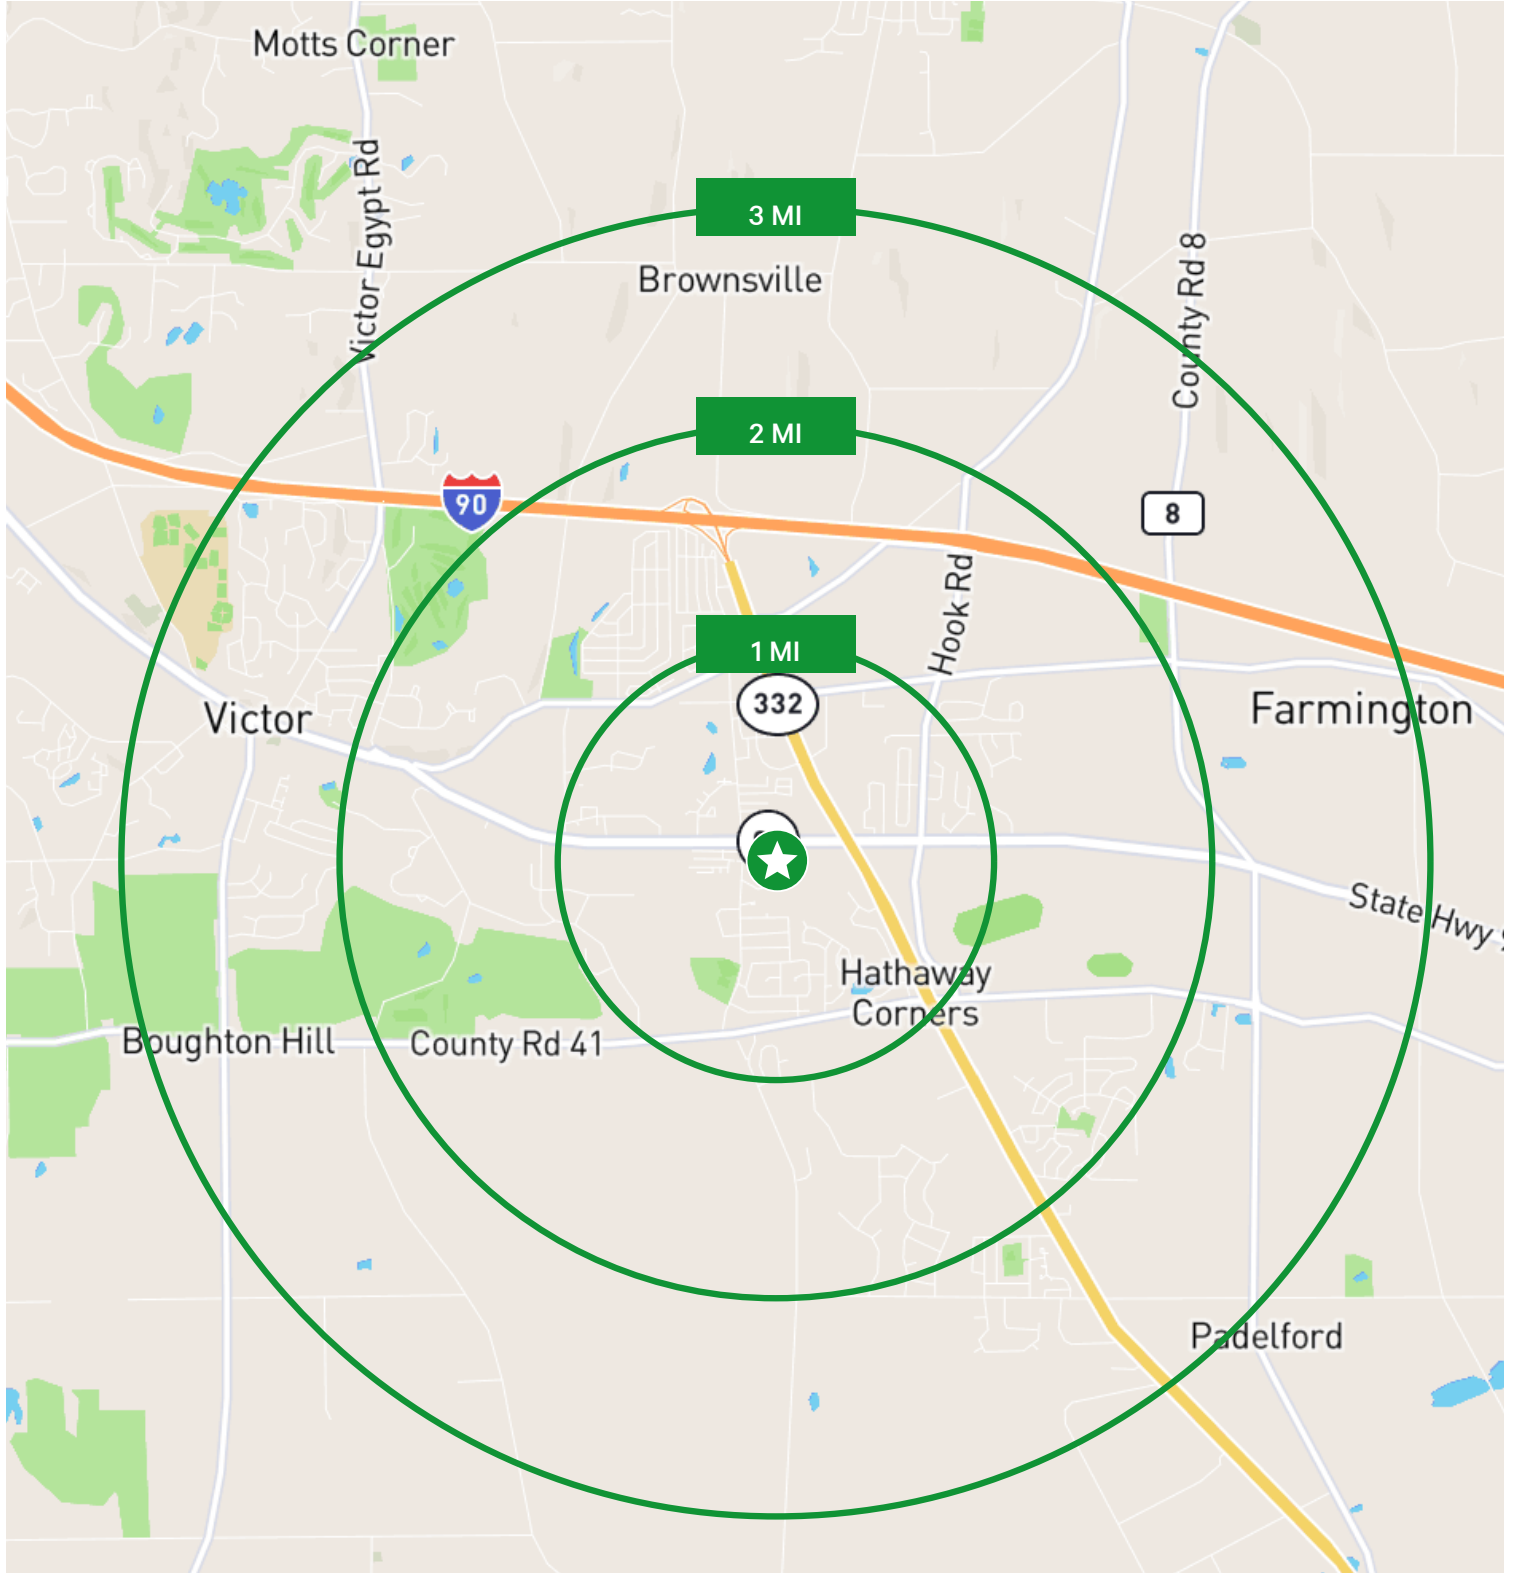 Motts Corner
Victor Egypt Rd
3 MI
Brownsville
County Rd 8
2 MI
90
8
Hook Rd
1 MI
332
Victor
Farmington
State Hwy
Hathaway
Corners
Boughton Hill
County Rd 41
Padelford